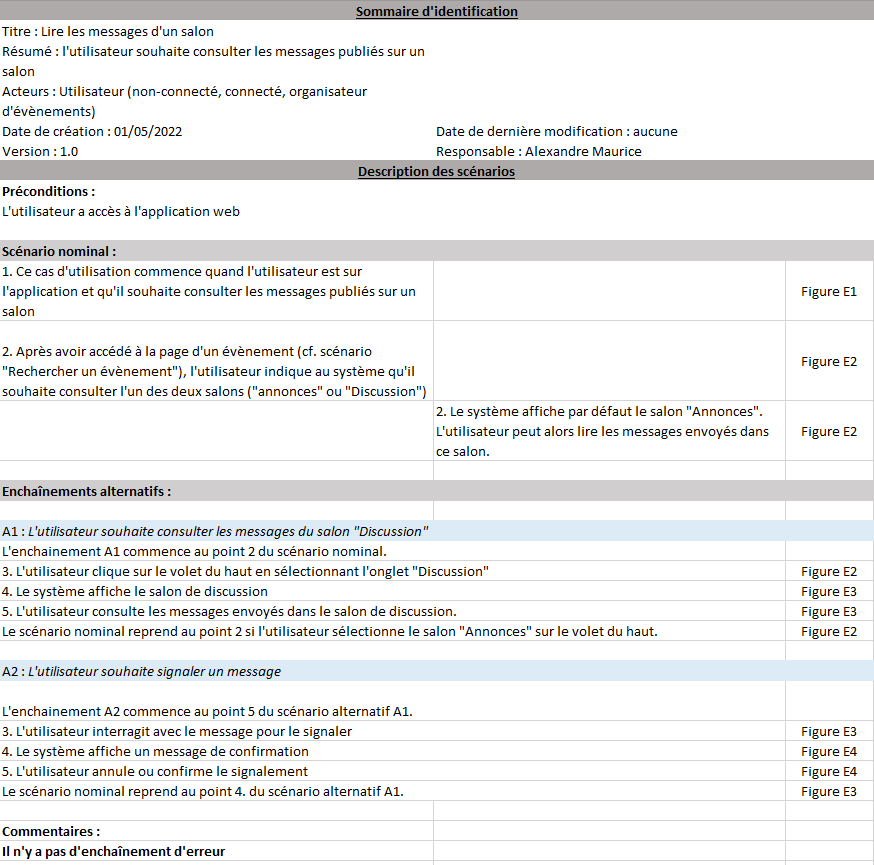 Sommaire d'identification
Titre : Lire les messages d'un salon
Résumé : l'utilisateur souhaite consulter les messages publiés sur un
salon
Acteurs : Utilisateur (non-connecté, connecté, organisateur
d'évènements)
Date de création : 01/05/2022 Date de dernière modification : aucune
Version : 1.0 Responsable : Alexandre Maurice
Description des scénarios
Préconditions :
L'utilisateur a accès à l'application web
Scénario nominal :
1. Ce cas d'utilisation commence quand l'utilisateur est sur
l'application et qu'il souhaite consulter les messages publiés sur un
salon
Figure E1
2. Après avoir accédé à la page d'un évènement (cf. scénario
"Rechercher un évènement"), l'utilisateur indique au système qu'il
souhaite consulter l'un des deux salons ("annonces" ou "Discussion")
Figure E2
2. Le système affiche par défaut le salon "Annonces".
L'utilisateur peut alors lire les messages envoyés dans
ce salon.
Figure E2
Enchaînements alternatifs :
A1 : L'utilisateur souhaite consulter les messages du salon "Discussion"
L'enchainement A1 commence au point 2 du scénario nominal.
3. L'utilisateur clique sur le volet du haut en sélectionnant l'onglet "Discussion" Figure E2
4. Le système affiche le salon de discussion Figure E3
5. L'utilisateur consulte les messages envoyés dans le salon de discussion. Figure E3
Le scénario nominal reprend au point 2 si l'utilisateur sélectionne le salon "Annonces" sur le volet du haut. Figure E2
A2 : L'utilisateur souhaite signaler un message
L'enchainement A2 commence au point 5 du scénario alternatif A1.
3. L'utilisateur interragit avec le message pour le signaler Figure E3
4. Le système affiche un message de confirmation Figure E4
5. L'utilisateur annule ou confirme le signalement Figure E4
Le scénario nominal reprend au point 4. du scénario alternatif A1. Figure E3
Commentaires :
Il n'y a pas d'enchaînement d'erreur